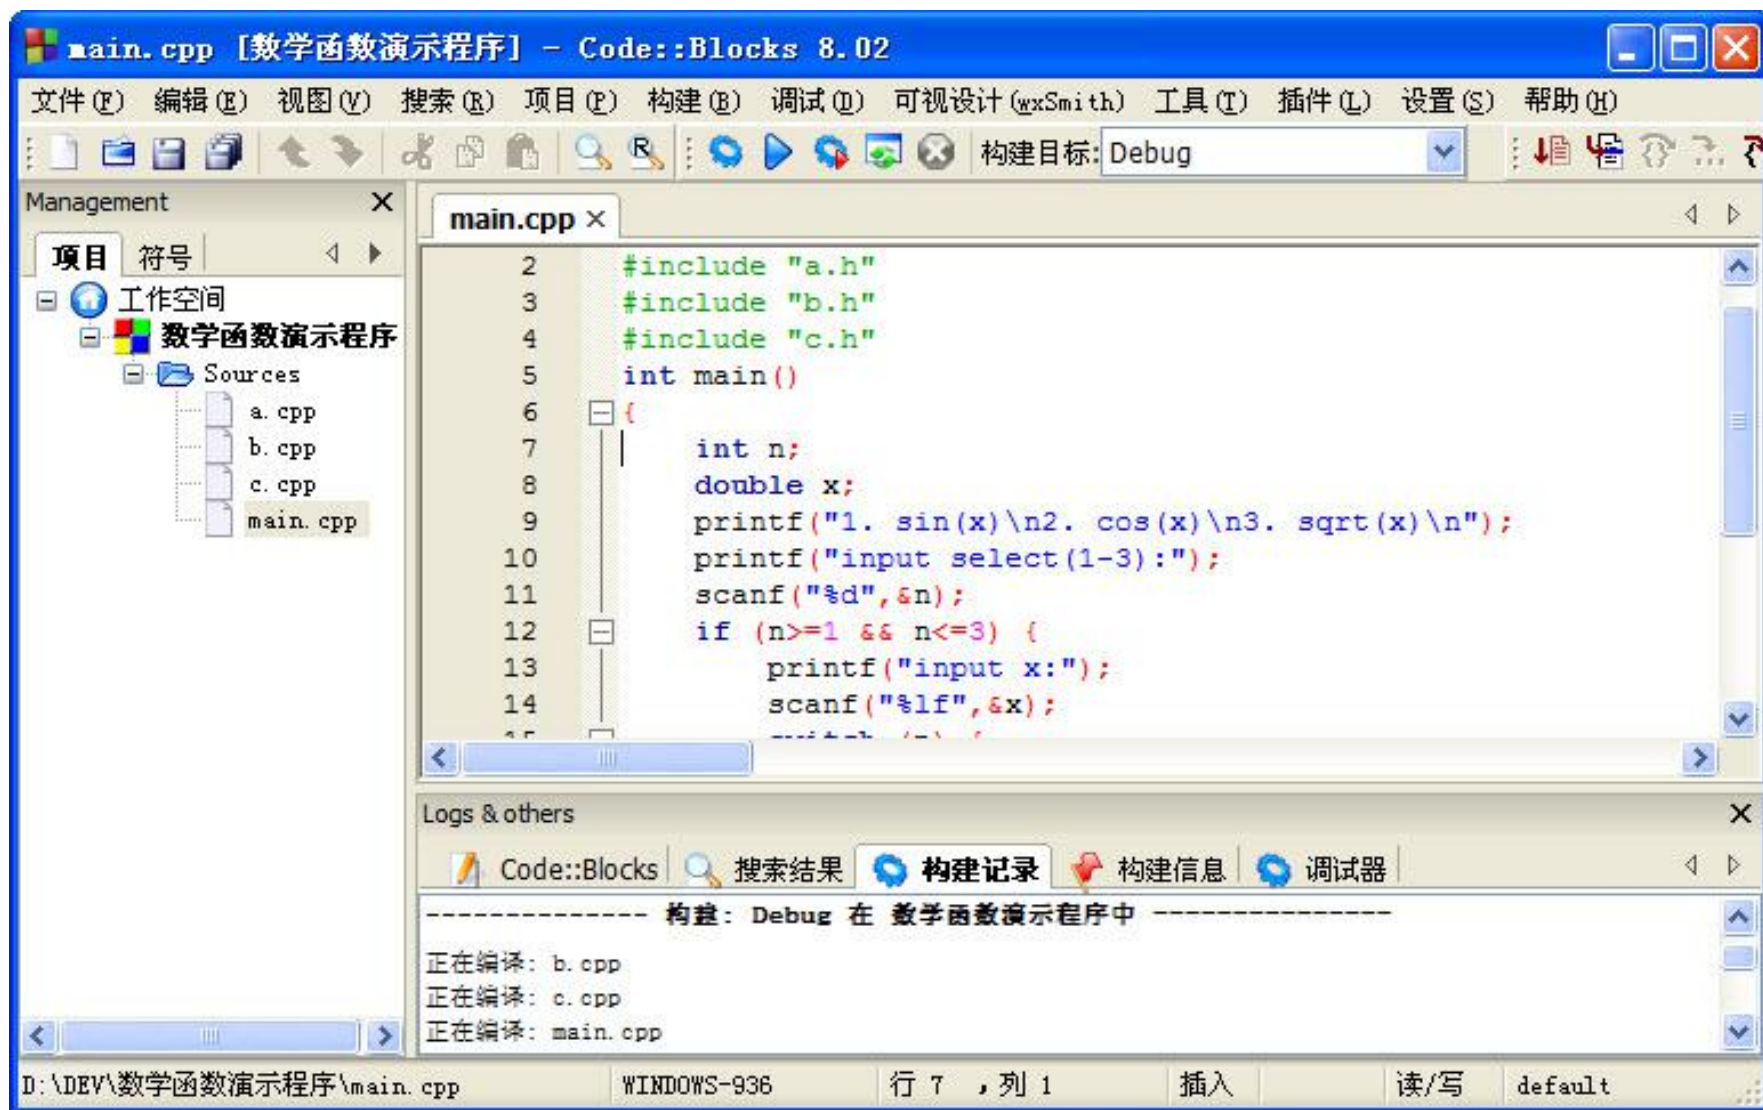 main.cpp [数学函数演示程序] - Code::Blocks 8.02
文件(F) 编辑(E) 视图(V) 搜索(R) 项目(P) 构建(B) 调试(D) 可视设计(wxSmith) 工具(T) 插件(L) 设置(S) 帮助(H)
构建目标: Debug
Management
项目 符号
工作空间
数学函数演示程序
Sources
a.cpp
b.cpp
c.cpp
main.cpp
main.cpp
2 #include "a.h"
3 #include "b.h"
4 #include "c.h"
5 int main()
6 {
7 int n;
8 double x;
9 printf("1. sin(x)\n2. cos(x)\n3. sqrt(x)\n");
10 printf("input select(1-3):");
11 scanf("%d",&n);
12 if (n>=1 && n<=3) {
13 printf("input x:");
14 scanf("%lf",&x);
15 switch (n) {
Logs & others
Code::Blocks 搜索结果 构建记录 构建信息 调试器
-------------- 构建: Debug 在 数学函数演示程序中 ---------------
正在编译: b.cpp
正在编译: c.cpp
正在编译: main.cpp
D:\DEV\数学函数演示程序\main.cpp WINDOWS-936 行 7 , 列 1 插入 读/写 default